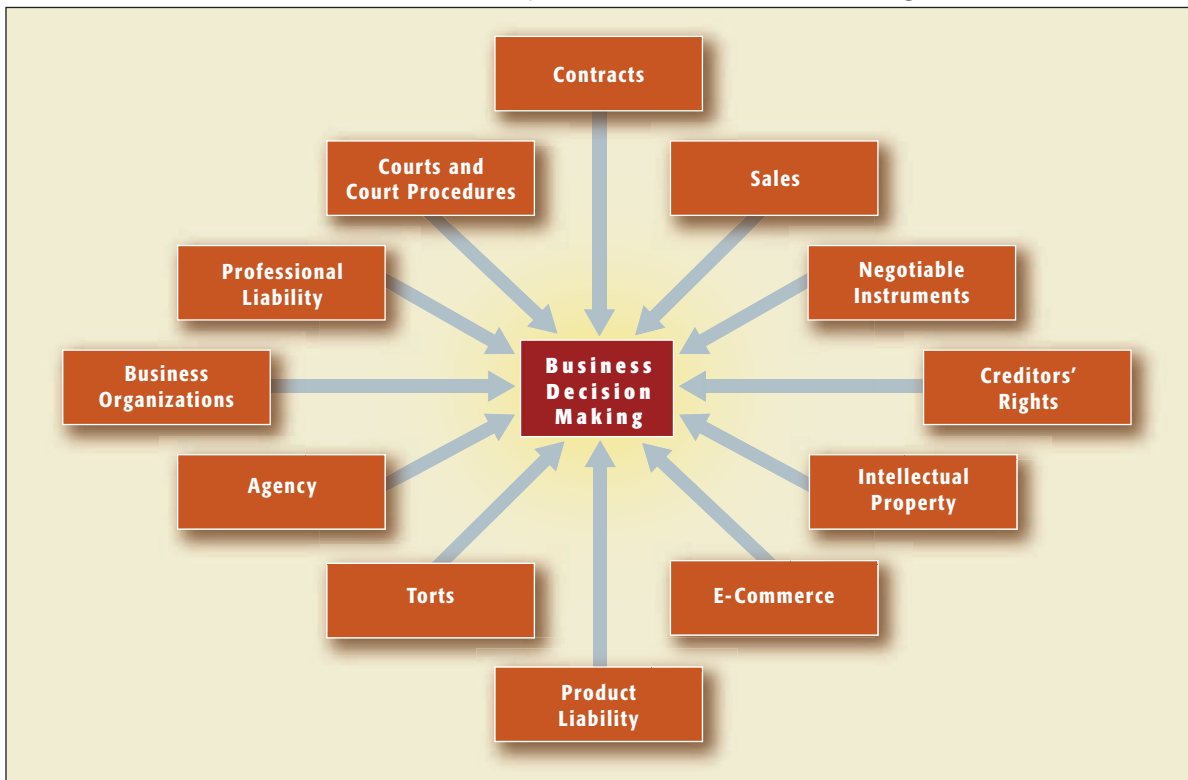 Contracts
Courts and
Court Procedures
Sales
Professional
Liability
Negotiable
Instruments
Business
Organizations
Business
Decision
Making
Creditors'
Rights
Agency
Intellectual
Property
Torts
E-Commerce
Product
Liability